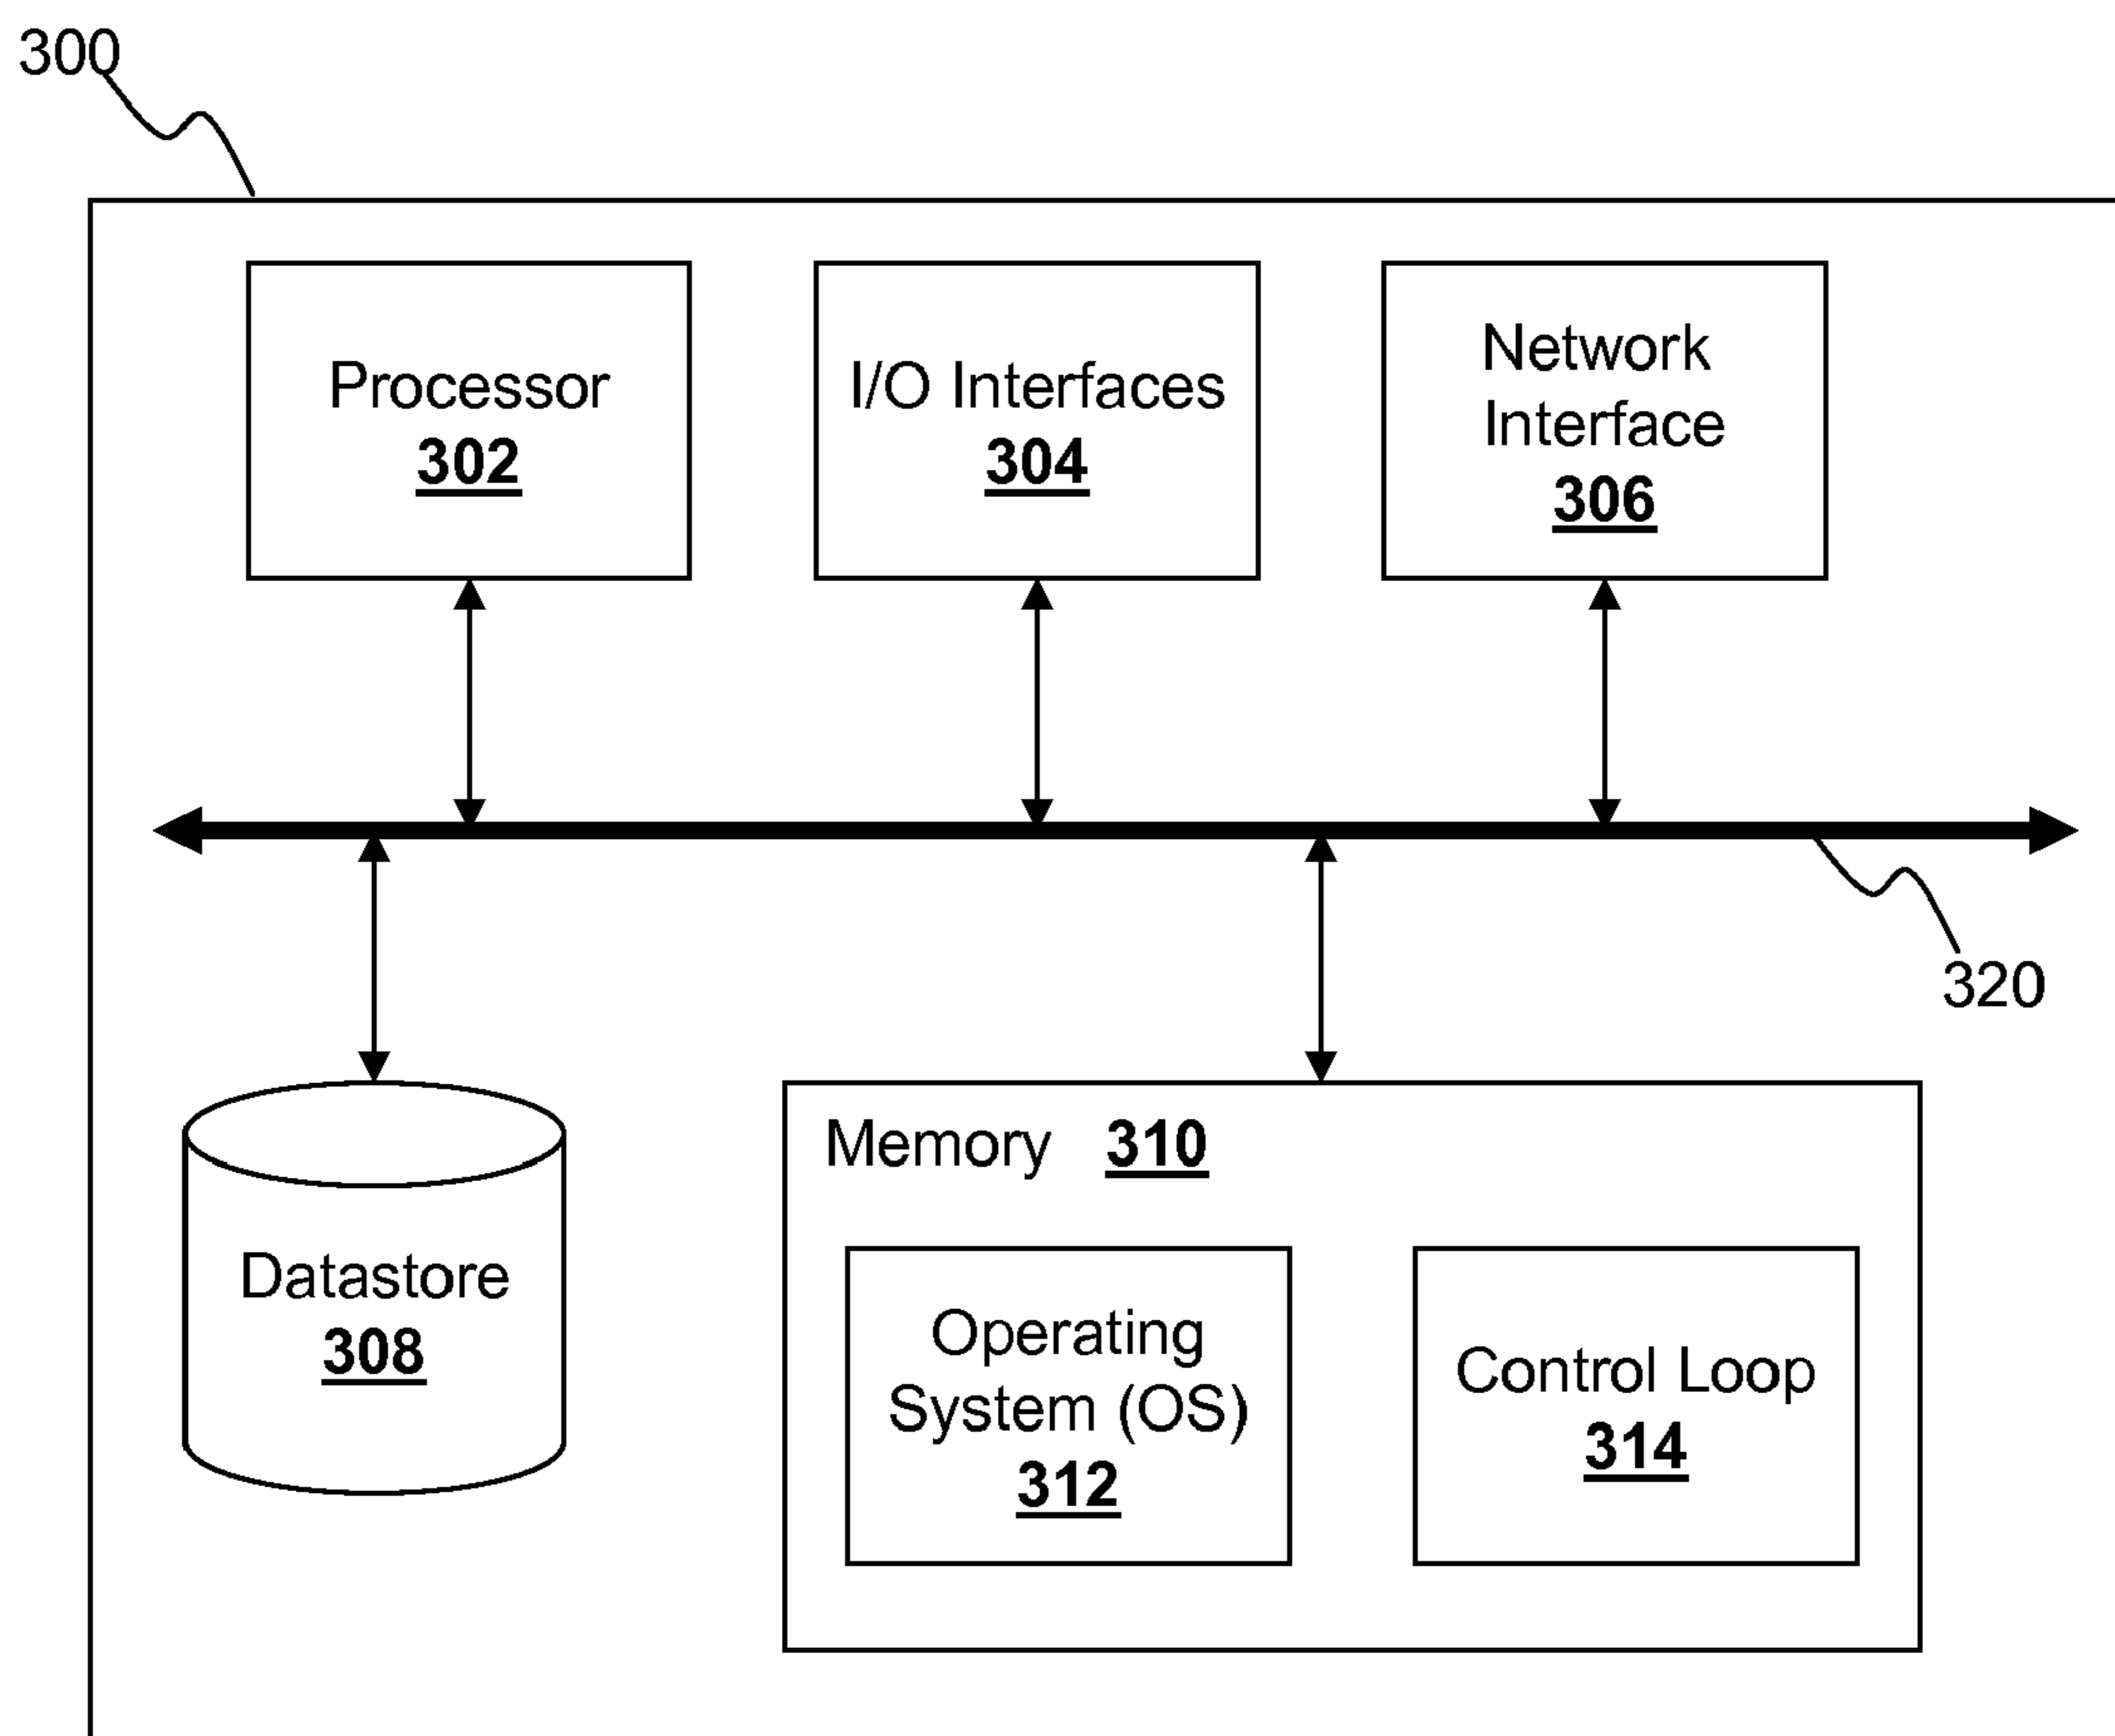 300
Processor
302
I/O Interfaces
304
Network
Interface
306
320
Datastore
308
Memory 310
Operating
System (OS)
312
Control Loop
314